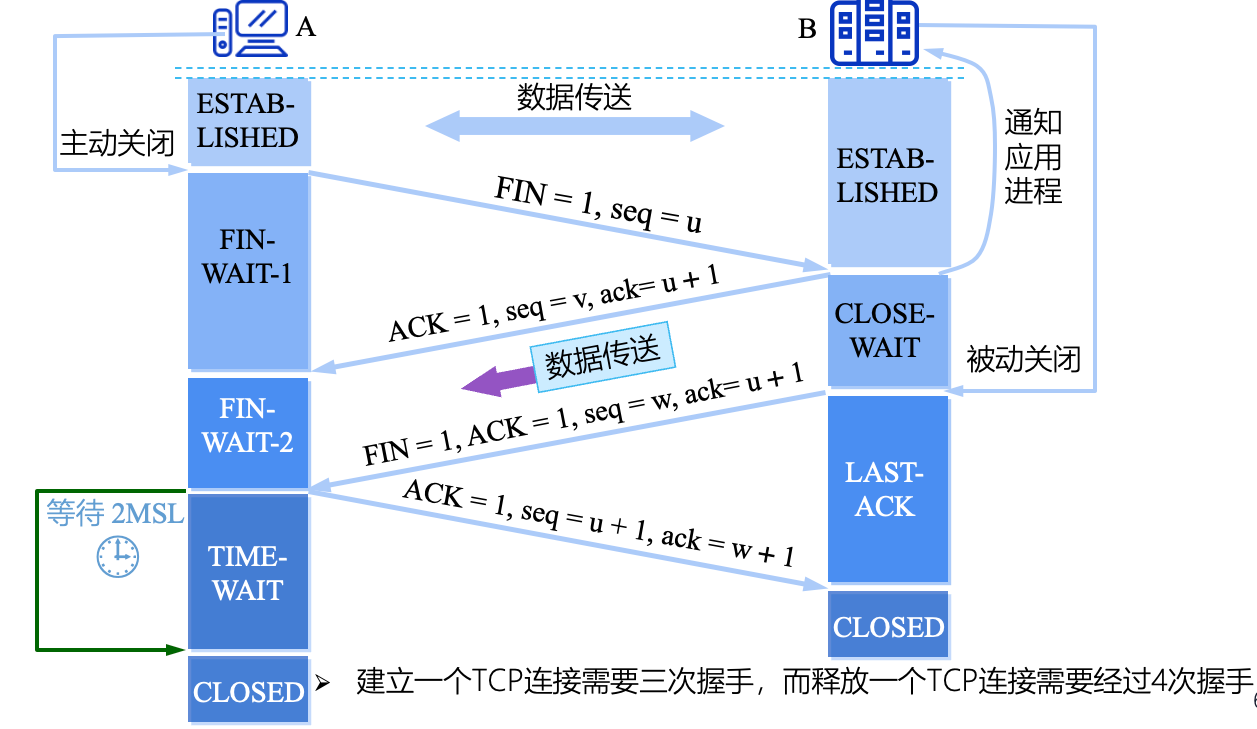 A
B
ESTAB-
LISHED
数据传送
主动关闭
ESTAB-
LISHED
通知
应用
进程
FIN = 1, seq = u
FIN-
WAIT-1
ACK = 1, seq = v, ack= u + 1
CLOSE-
WAIT
数据传送
被动关闭
FIN-
WAIT-2
FIN = 1, ACK = 1, seq = w, ack= u + 1
LAST-
ACK
等待 2MSL
ACK = 1, seq = u + 1, ack = w + 1
TIME-
WAIT
CLOSED
CLOSED
➢ 建立一个TCP连接需要三次握手，而释放一个TCP连接需要经过4次握手